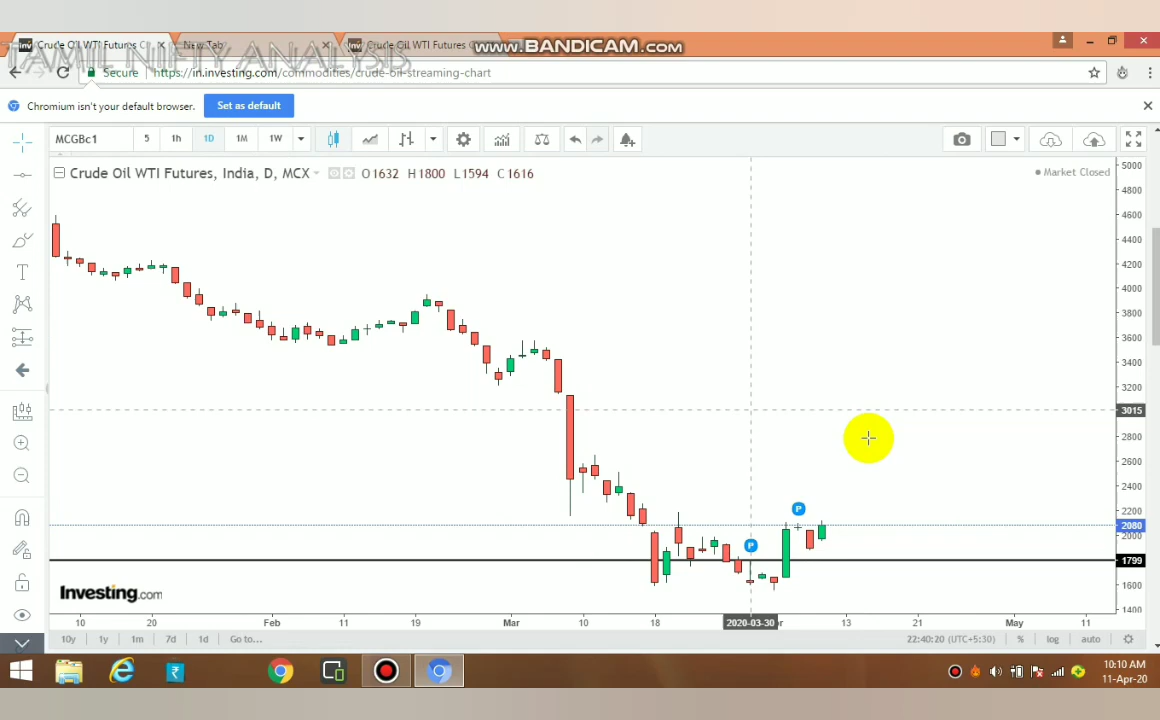 Crude Oil WTI Futures C
New Tab
Crude Oil WTI Futures C
www.BANDICAM.com
TAMIL NIFTY ANALYSIS
Secure
https://in.investing.com/commodities/crude-oil-streaming-chart
Chromium isn't your default browser.
Set as default
MCGBc1
5
1h
1D
1M
1W
Crude Oil WTI Futures, India, D, MCX
O1632 H1800 L1594 C1616
Market Closed
5000
4800
4600
4400
4200
4000
3800
3600
3400
3200
3015
2800
2600
2400
2200
2080
2000
1799
1600
1400
P
P
Investing.com
10
20
Feb
11
19
Mar
10
18
2020-03-30
13
21
May
11
10y
1y
1m
7d
1d
Go to...
22:40:20 (UTC+5:30)
%
log
auto
10:10 AM
11-Apr-20